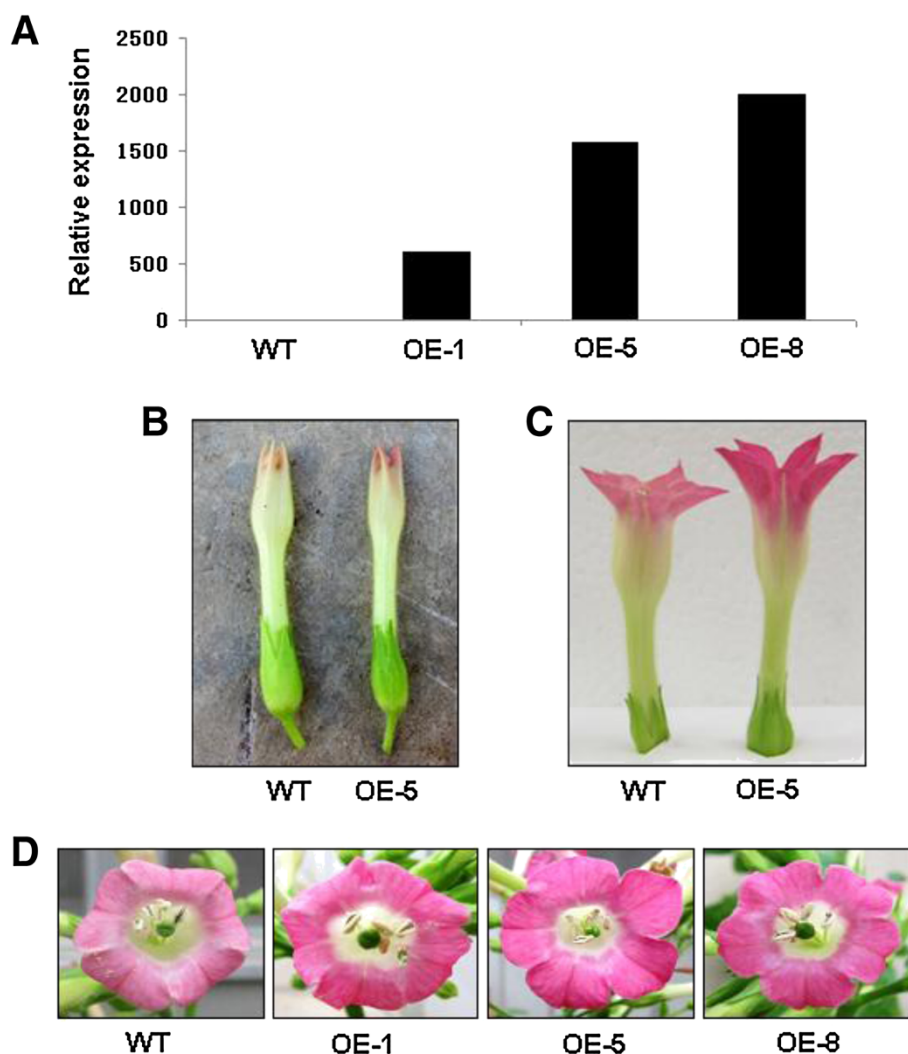 A
Relative expression
2500
2000
1500
1000
500
0
WT OE-1 OE-5 OE-8
B
WT OE-5
C
WT OE-5
D
WT OE-1 OE-5 OE-8